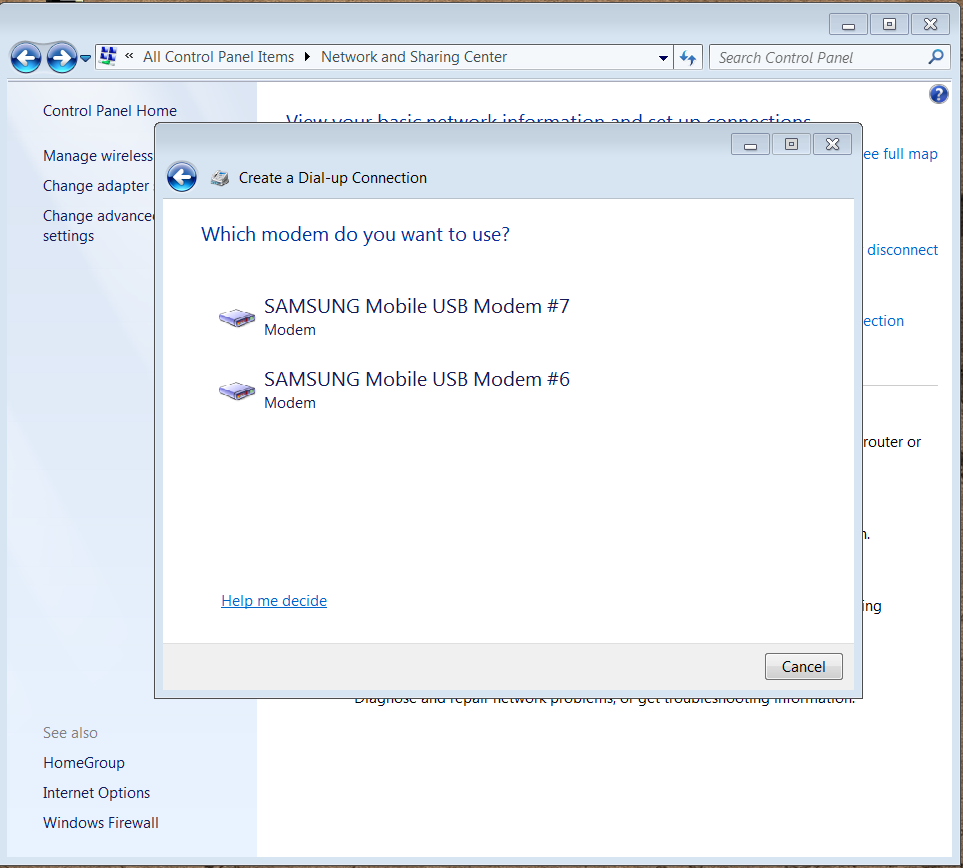 « All Control Panel Items Network and Sharing Center
Search Control Panel
Control Panel Home
View your basic network information and set up connections
Manage wireless
ee full map
Change adapter
Change advanced
settings
disconnect
ection
Create a Dial-up Connection
Which modem do you want to use?
SAMSUNG Mobile USB Modem #7
Modem
SAMSUNG Mobile USB Modem #6
Modem
router or
n.
Help me decide
ing
Cancel
Diagnose and repair network problems, or get troubleshooting information.
See also
HomeGroup
Internet Options
Windows Firewall